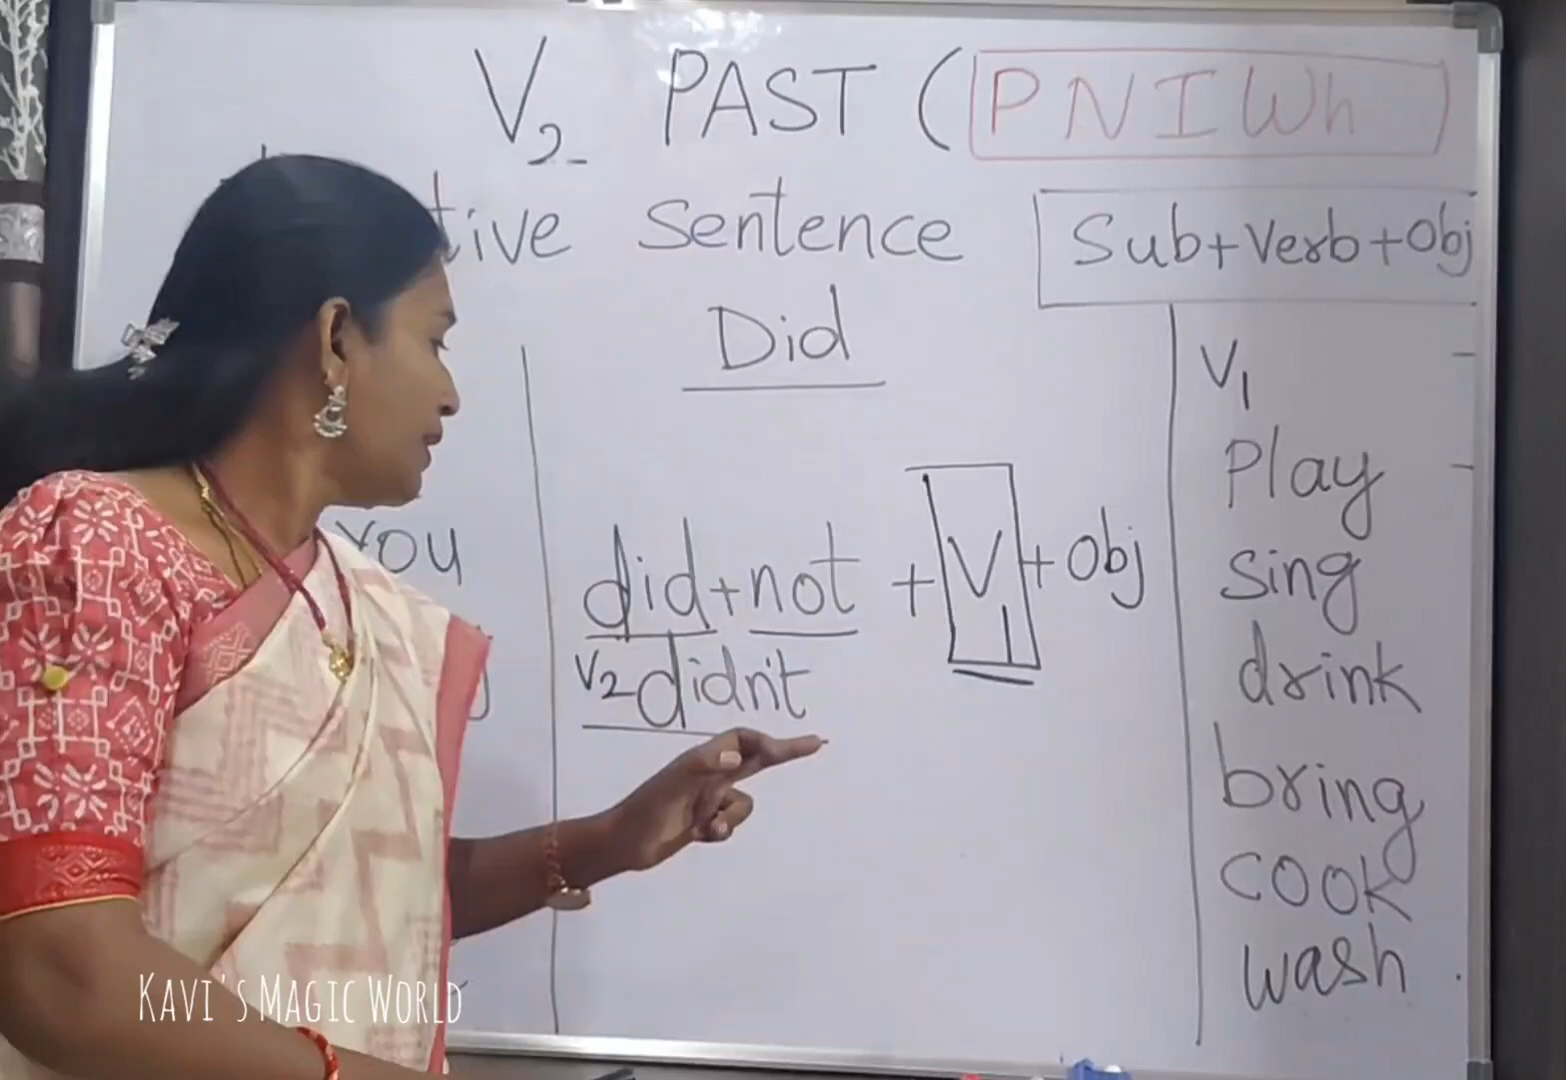 V2 PAST (PNIWh)
tive Sentence Sub+Verb+Obj
Did
V1
Play
you did+not +V1+Obj
Sing
V2 didn't
drink
bring
cook
wash
KAVI'S MAGIC WORLD